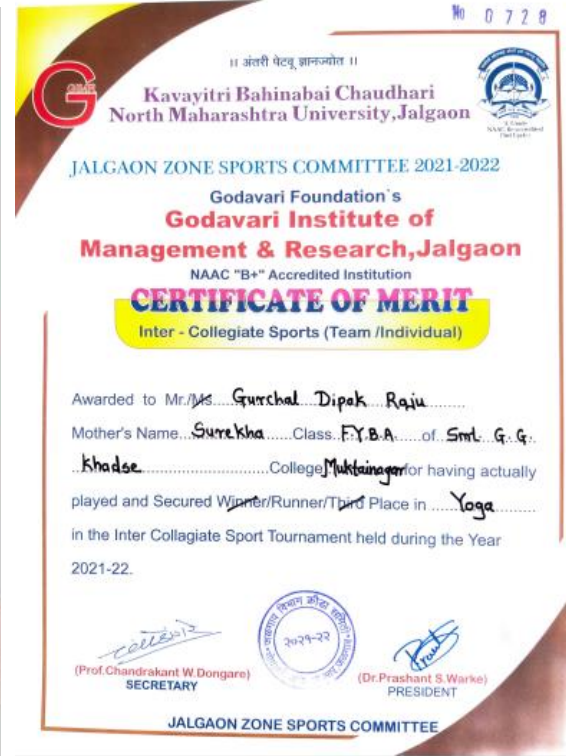 No 0728
॥ अंतरी पेटवू ज्ञानज्योत ॥
GIMR
Kavayitri Bahinabai Chaudhari
North Maharashtra University,Jalgaon
JALGAON ZONE SPORTS COMMITTEE 2021-2022
Godavari Foundation`s
Godavari Institute of
Management & Research,Jalgaon
NAAC "B+" Accredited Institution
CERTIFICATE OF MERIT
Inter - Collegiate Sports (Team /Individual)
Awarded to Mr./Ms. Gurchal Dipak Raju
Mother's Name Surekha Class F.Y.B.A. of Smt. G. G.
Khadse College Muktainagar for having actually
played and Secured Winner/Runner/Third Place in Yoga
in the Inter Collagiate Sport Tournament held during the Year
2021-22.
२०२१-२२
(Prof.Chandrakant W.Dongare)
SECRETARY
(Dr.Prashant S.Warke)
PRESIDENT
JALGAON ZONE SPORTS COMMITTEE